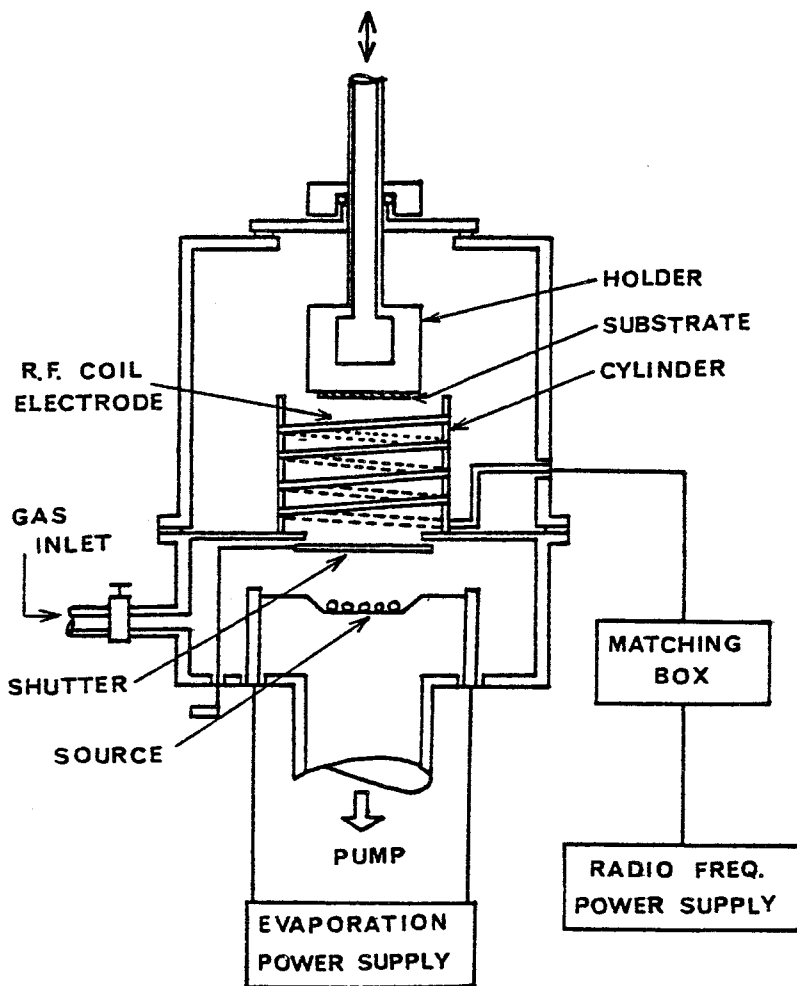 HOLDER
SUBSTRATE
CYLINDER
R.F. COIL
ELECTRODE
GAS
INLET
SHUTTER
SOURCE
MATCHING
BOX
PUMP
RADIO FREQ.
POWER SUPPLY
EVAPORATION
POWER SUPPLY